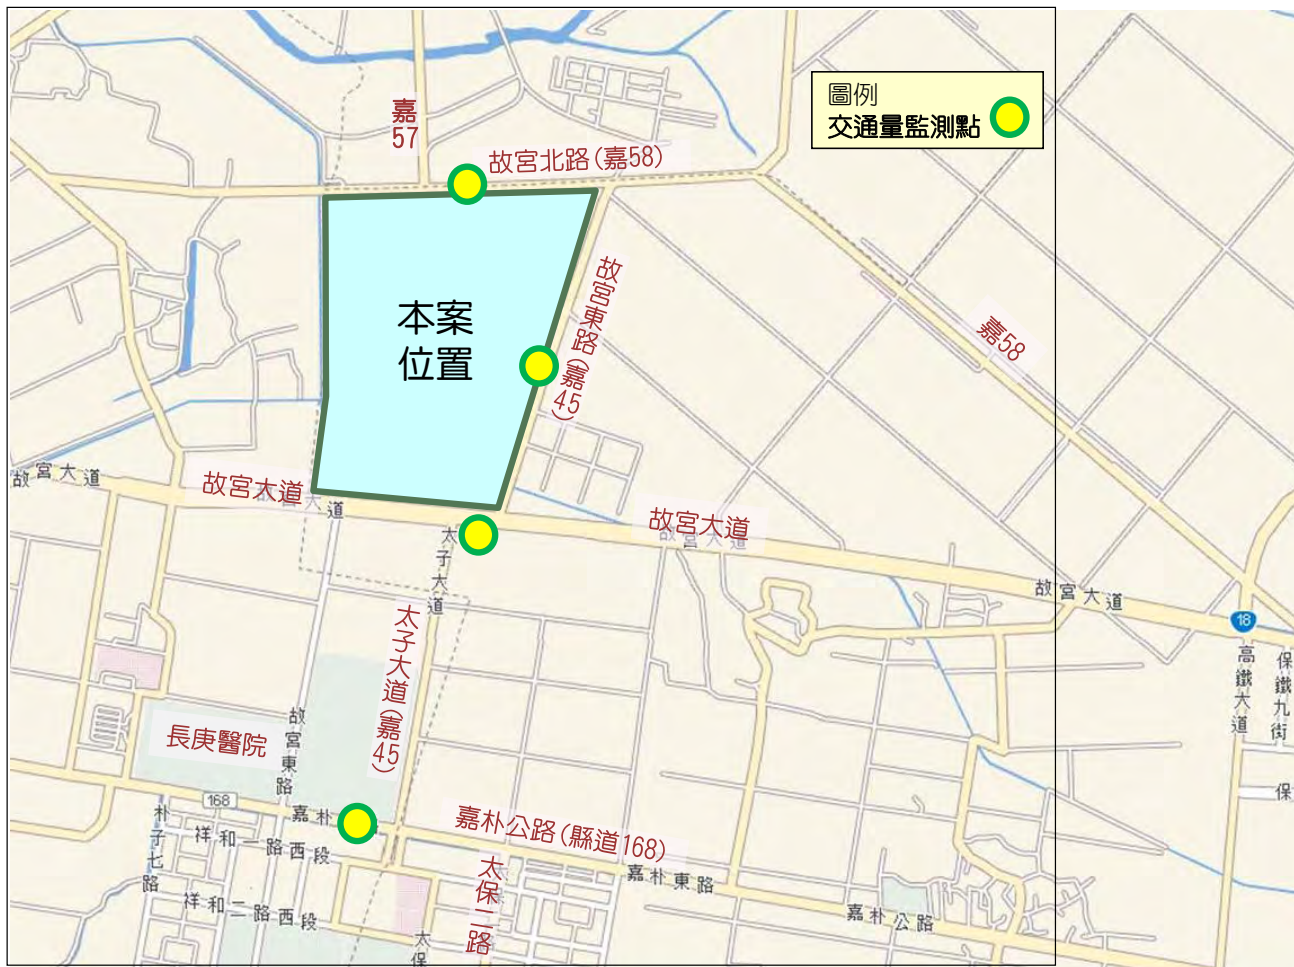 圖例
交通量監測點
嘉
57
故宮北路(嘉58)
故宮東路(嘉45)
嘉58
本案
位置
故宮大道
故宮大道
故宮大道
故宮大道
故宮大道
太子大道
故宮大道
18
高鐵大道
保鐵九街
保
太子大道(嘉45)
長庚醫院
故宮東路
168
嘉朴
嘉朴公路(縣道168)
祥和一路西段
朴子七路
太保二路
嘉朴東路
祥和二路西段
嘉朴公路
太保